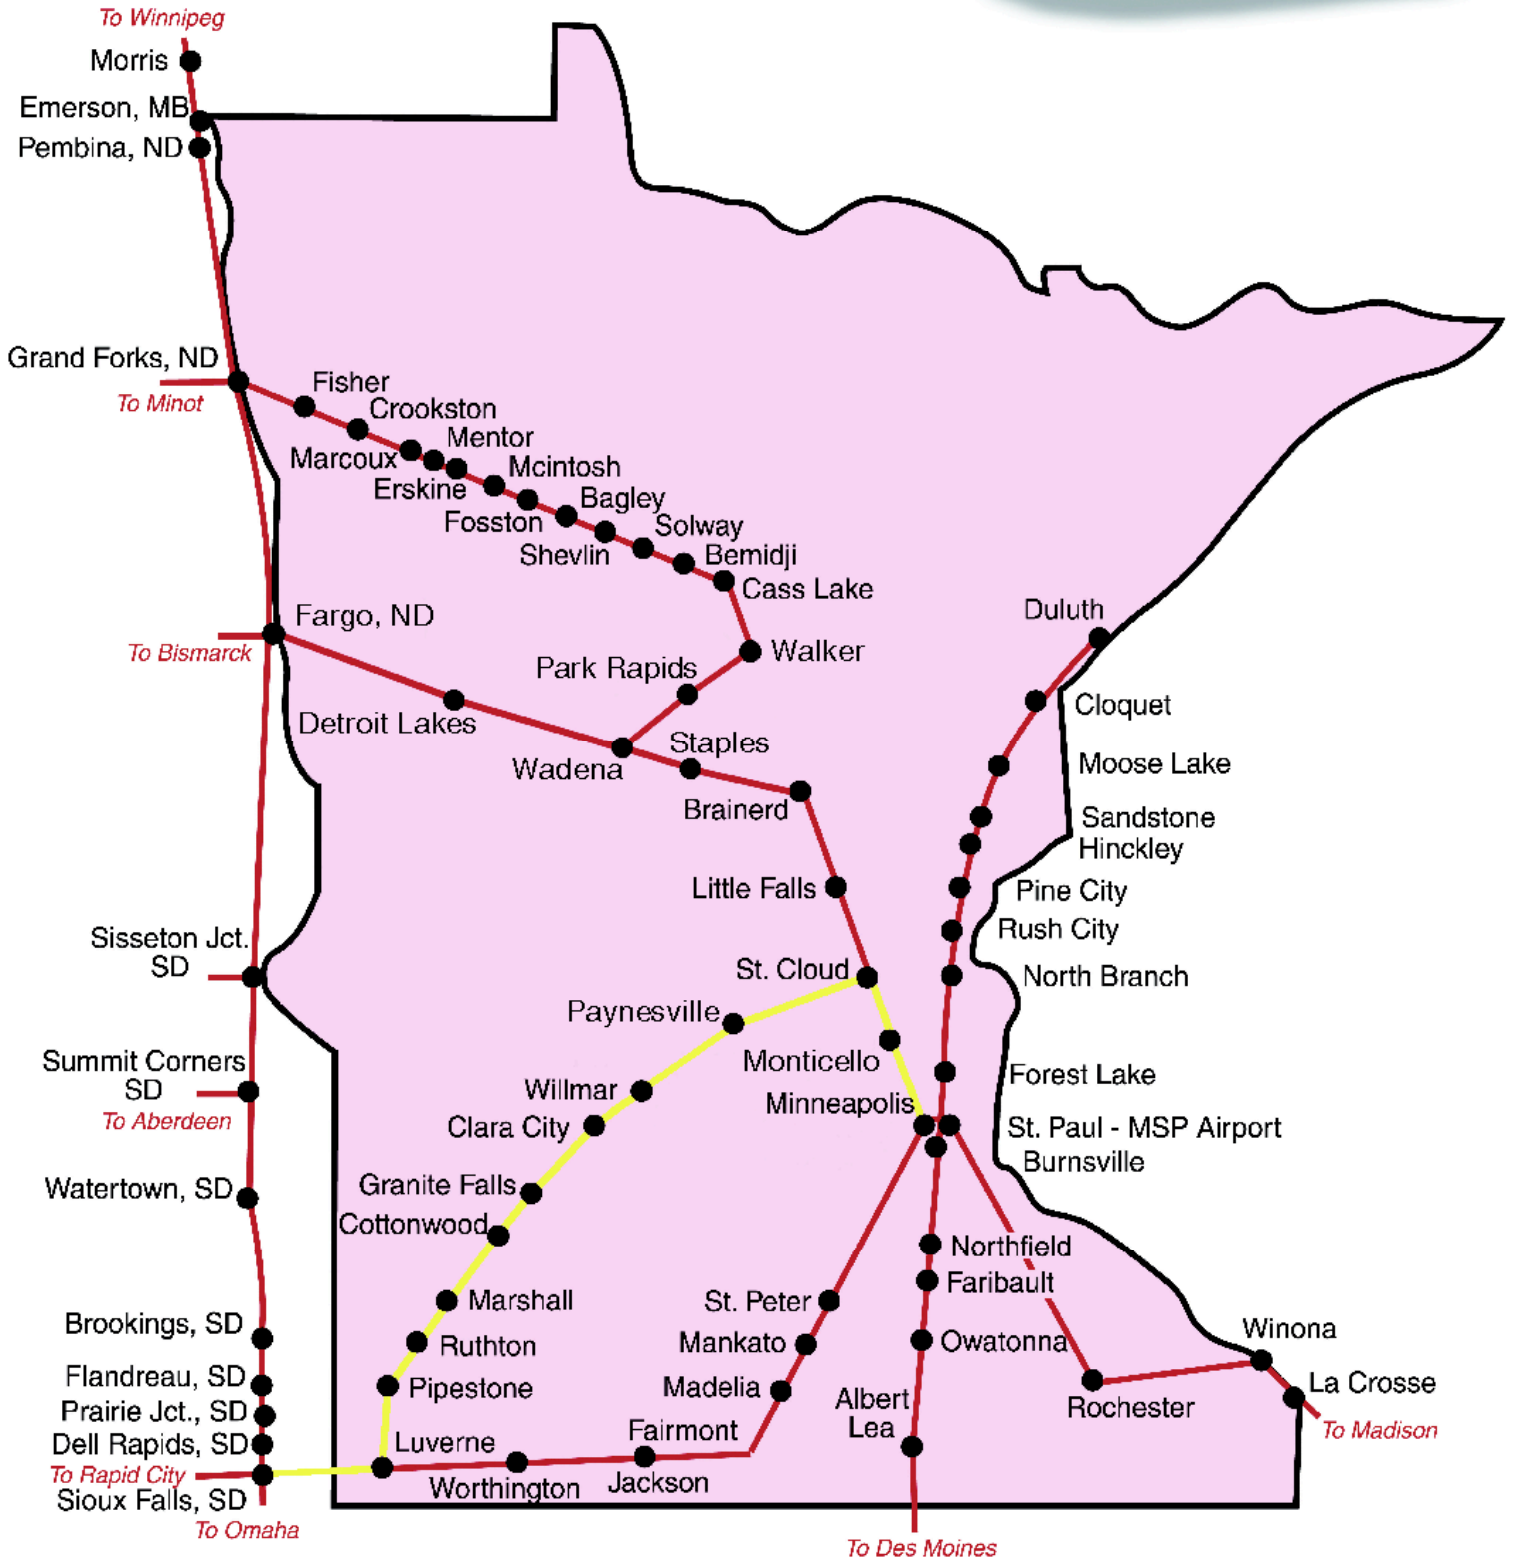 To Winnipeg
Morris
Emerson, MB
Pembina, ND
Grand Forks, ND
To Minot
Fisher
Crookston
Mentor
Marcoux
Mcintosh
Erskine
Bagley
Fosston
Solway
Shevlin
Bemidji
Cass Lake
Duluth
Fargo, ND
To Bismarck
Walker
Park Rapids
Cloquet
Detroit Lakes
Staples
Wadena
Moose Lake
Brainerd
Sandstone
Hinckley
Little Falls
Pine City
Rush City
Sisseton Jct.
SD
St. Cloud
North Branch
Paynesville
Summit Corners
SD
To Aberdeen
Monticello
Forest Lake
Willmar
Minneapolis
Clara City
St. Paul - MSP Airport
Burnsville
Watertown, SD
Granite Falls
Cottonwood
Northfield
Faribault
Marshall
St. Peter
Brookings, SD
Ruthton
Mankato
Owatonna
Winona
Flandreau, SD
Pipestone
Madelia
Albert
Lea
Rochester
La Crosse
To Madison
Prairie Jct., SD
Dell Rapids, SD
Luverne
Fairmont
To Rapid City
Worthington
Jackson
Sioux Falls, SD
To Omaha
To Des Moines